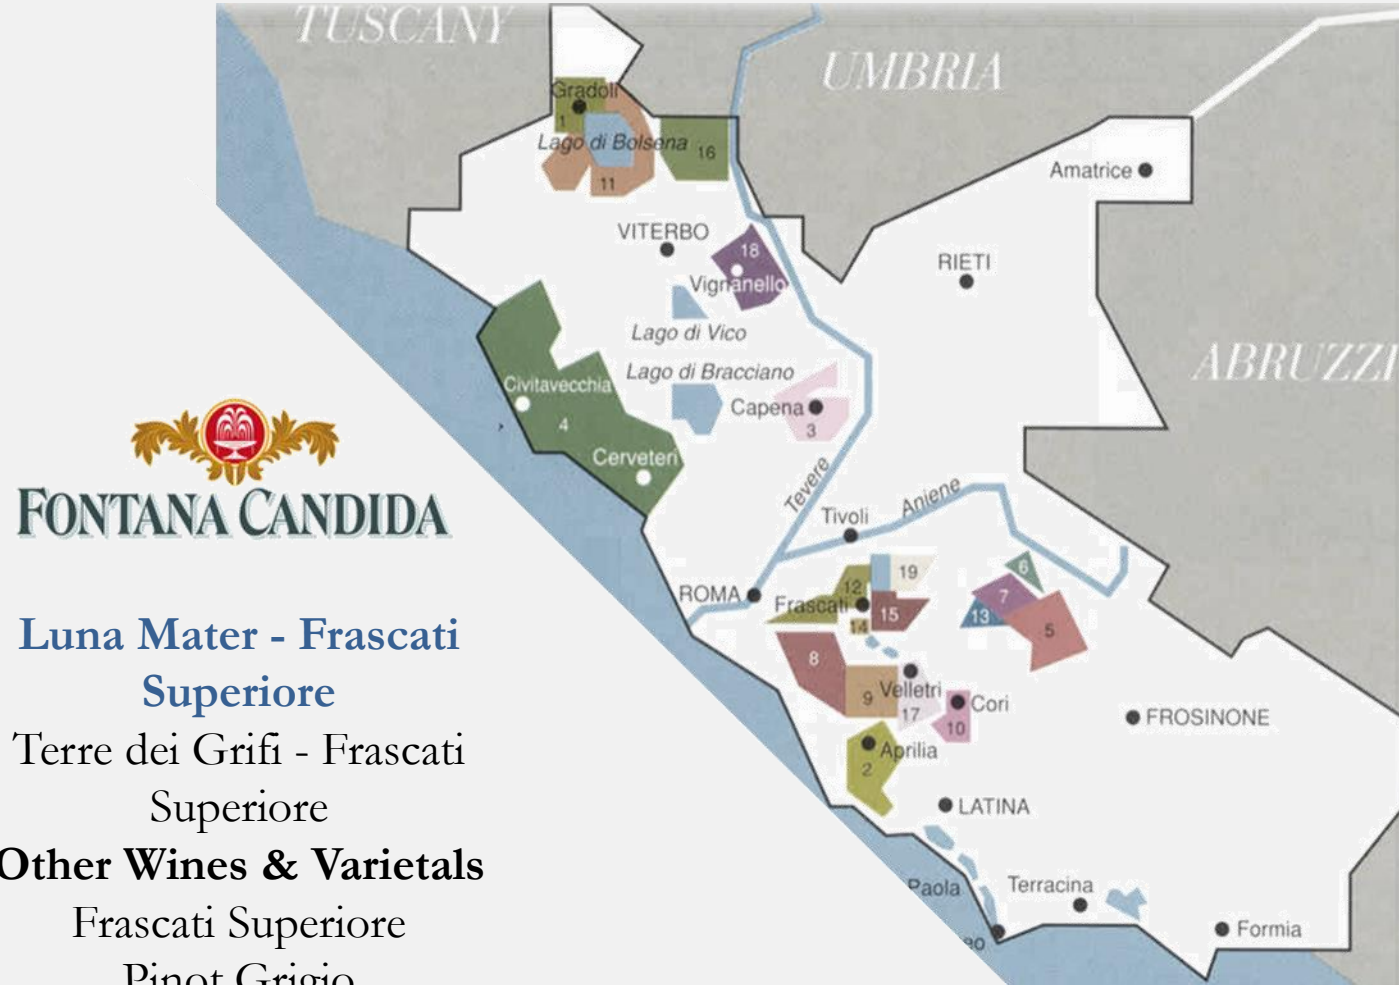 TUSCANY
UMBRIA
Gradoli
1
Lago di Bolsena
16
11
Amatrice
VITERBO
18
Vignanello
RIETI
Lago di Vico
ABRUZZI
Lago di Bracciano
Civitavecchia
4
Capena
3
Cerveteri
Tevere
Aniene
Tivoli
ROMA
Frascati
12
19
15
14
6
7
13
5
8
9
Velletri
17
Cori
10
FROSINONE
Aprilia
2
LATINA
Paola
Terracina
eo
Formia
FONTANA CANDIDA
Luna Mater - Frascati
Superiore
Terre dei Grifi - Frascati
Superiore
Other Wines & Varietals
Frascati Superiore
Pinot Grigio